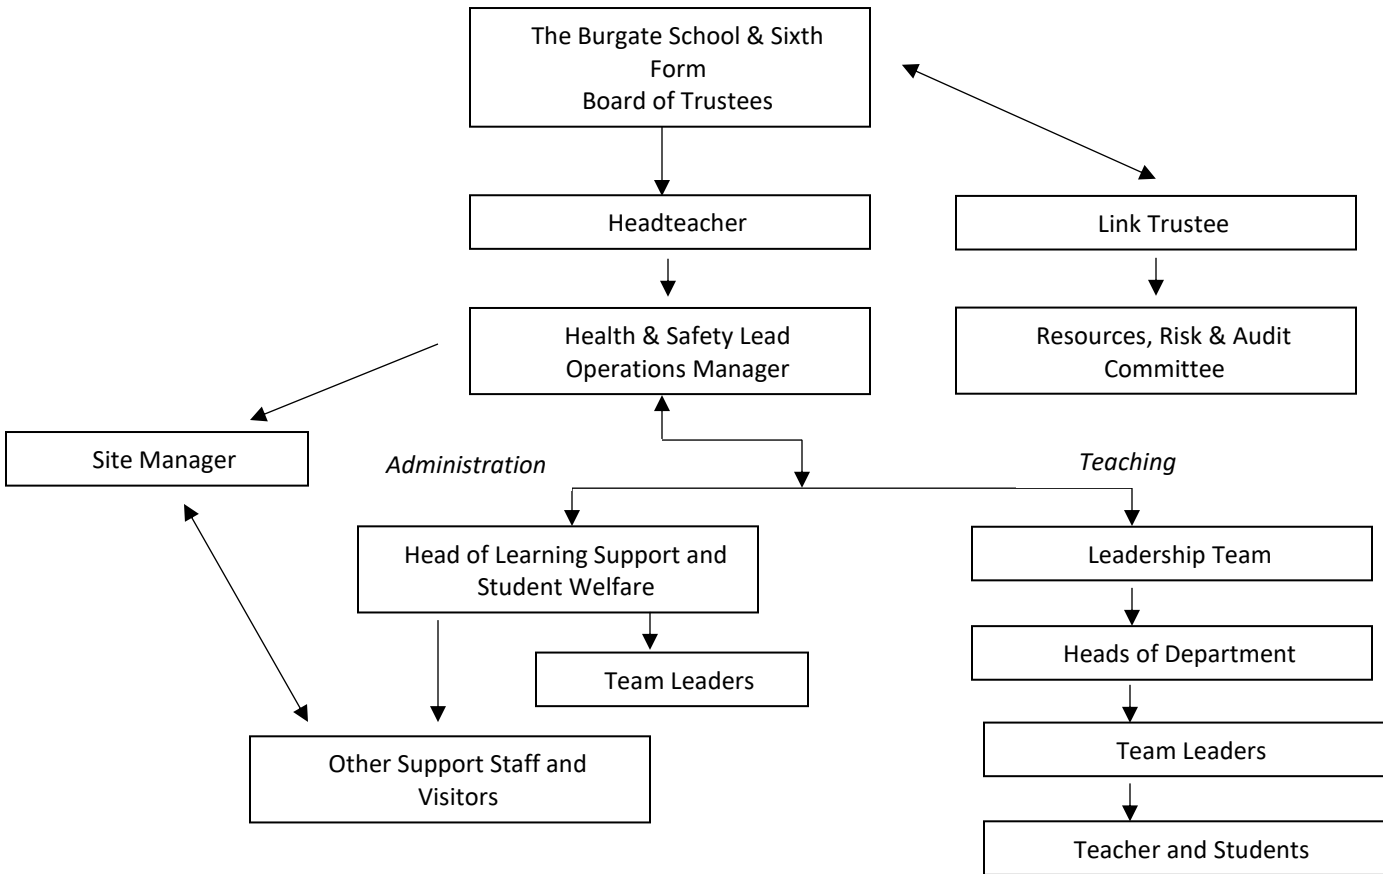 The Burgate School & Sixth
Form
Board of Trustees
Headteacher
Link Trustee
Health & Safety Lead
Operations Manager
Resources, Risk & Audit
Committee
Site Manager
Administration
Teaching
Head of Learning Support and
Student Welfare
Leadership Team
Team Leaders
Heads of Department
Other Support Staff and
Visitors
Team Leaders
Teacher and Students